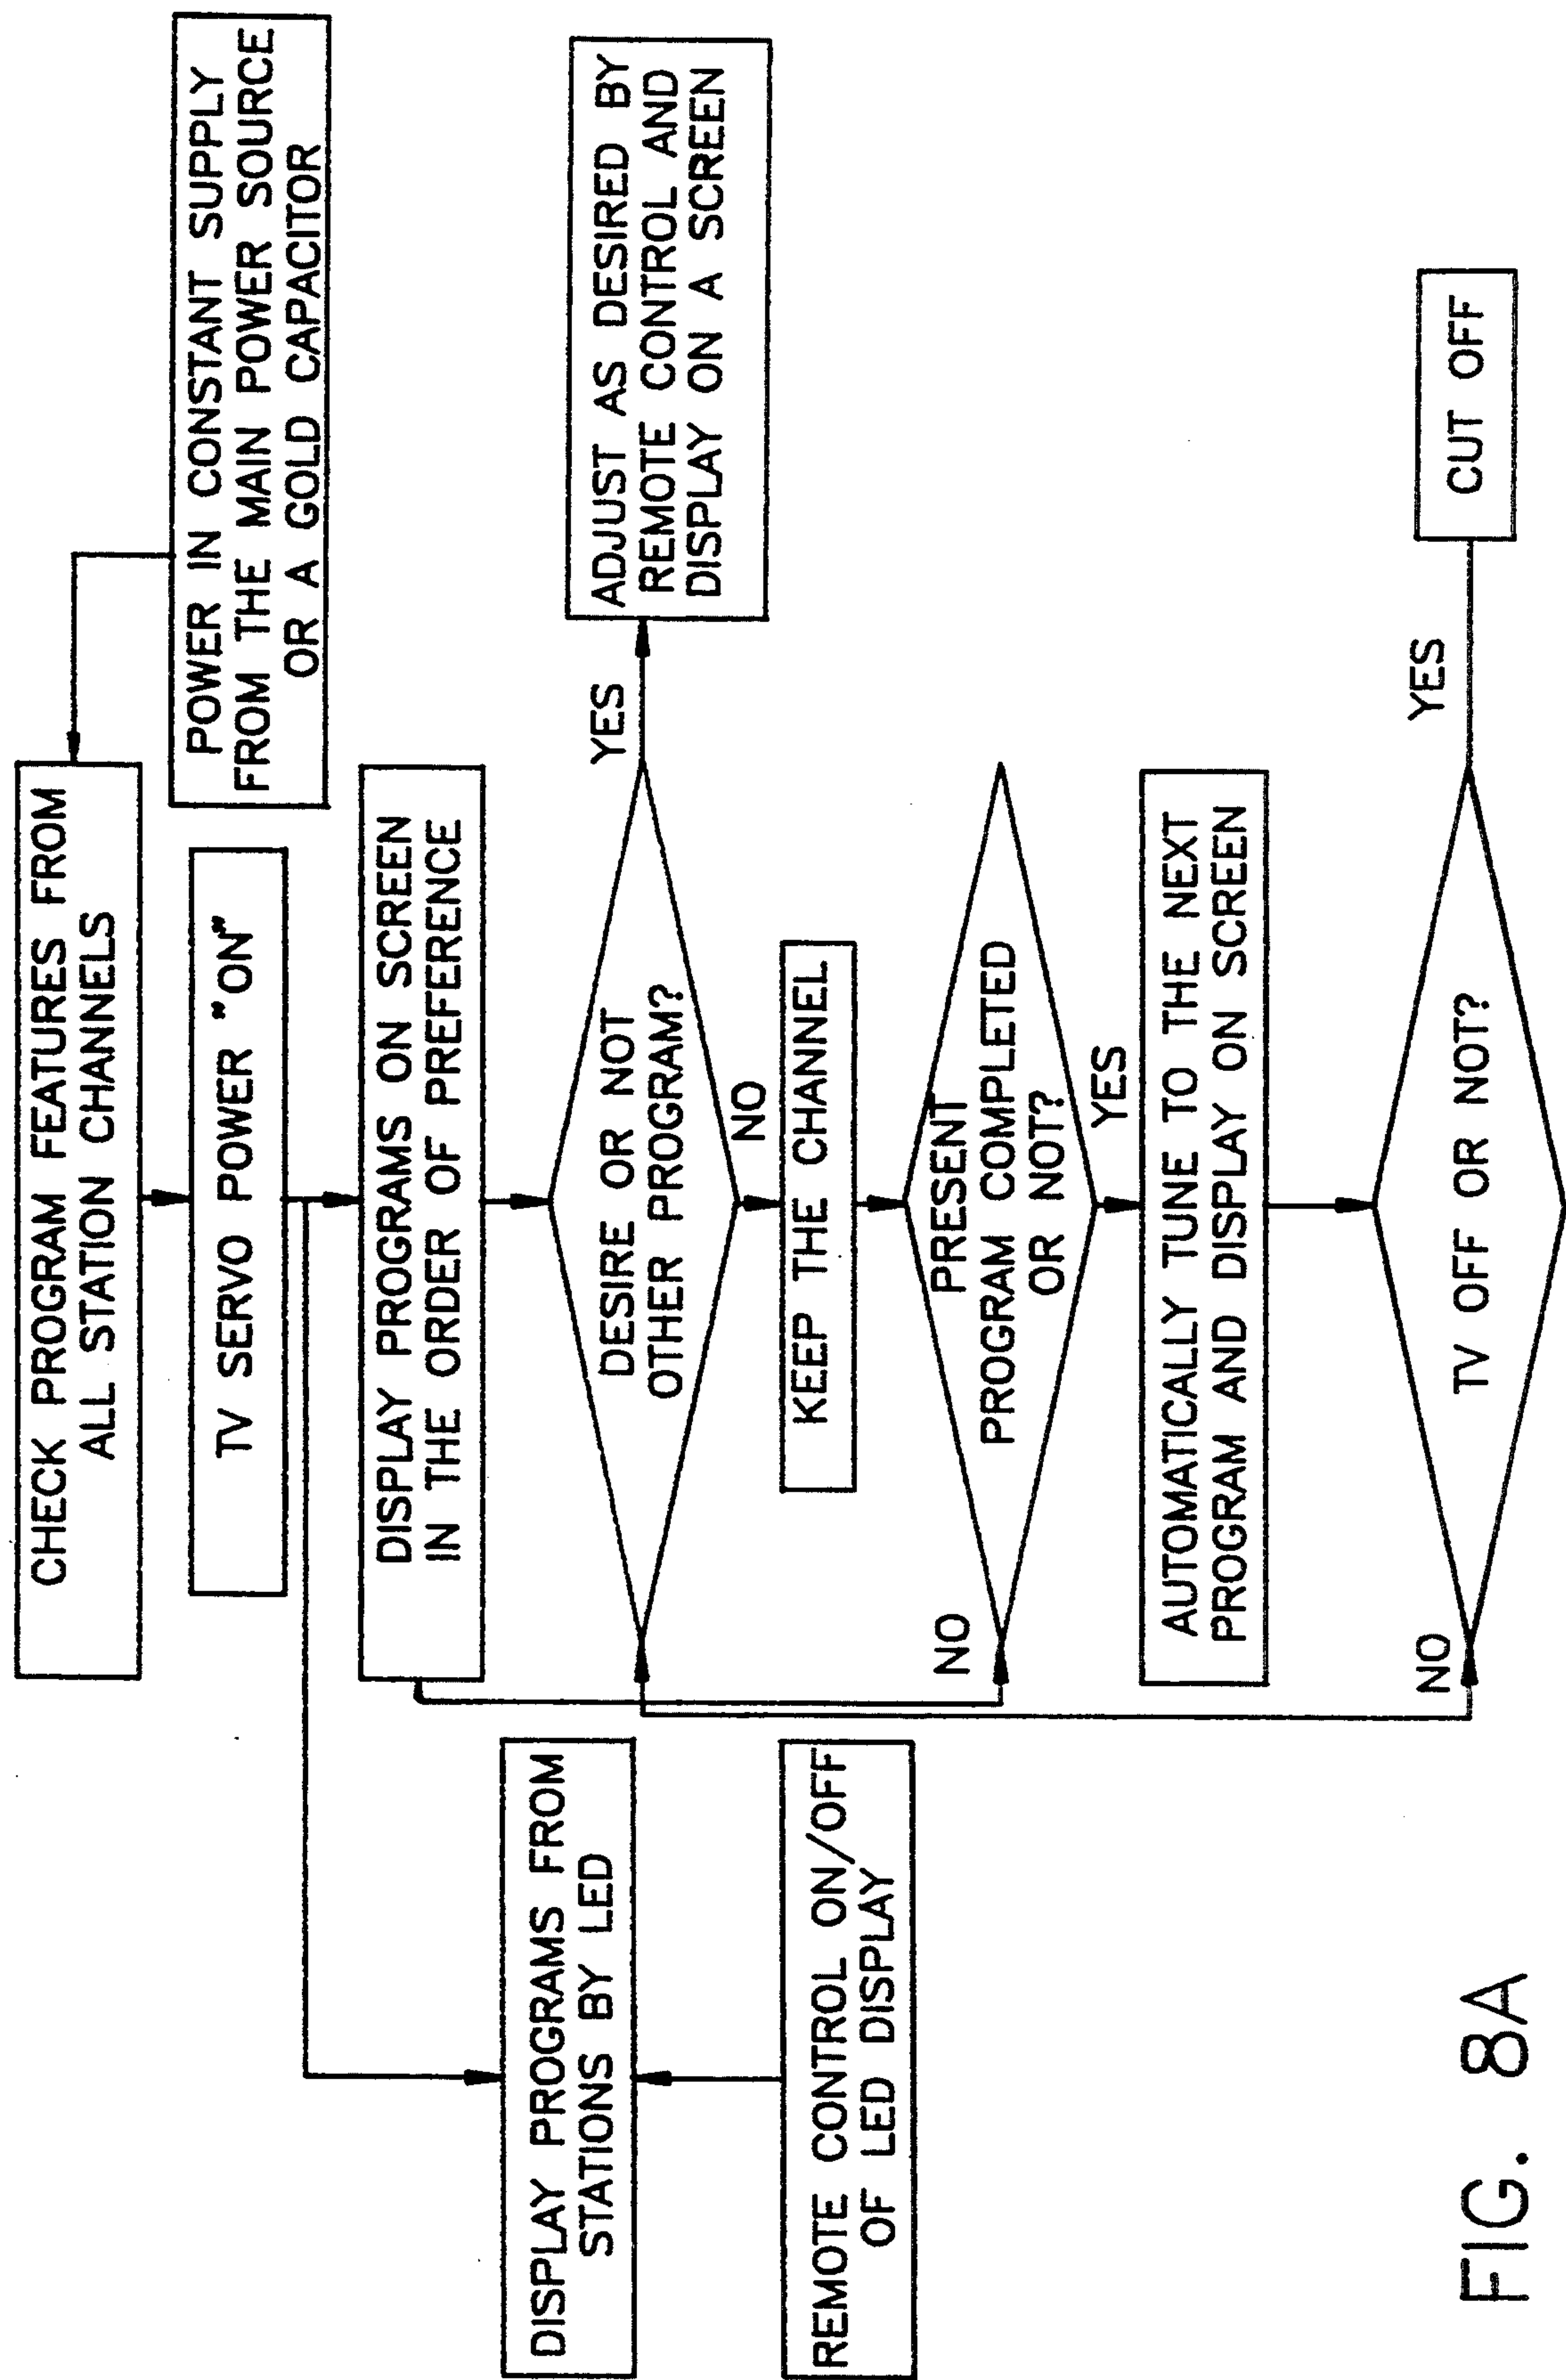 CHECK PROGRAM FEATURES FROM
ALL STATION CHANNELS
POWER IN CONSTANT SUPPLY
FROM THE MAIN POWER SOURCE
OR A GOLD CAPACITOR
TV SERVO POWER "ON"
DISPLAY PROGRAMS ON SCREEN
IN THE ORDER OF PREFERENCE
DISPLAY PROGRAMS FROM
STATIONS BY LED
REMOTE CONTROL ON/OFF
OF LED DISPLAY
DESIRE OR NOT
OTHER PROGRAM?
YES
ADJUST AS DESIRED BY
REMOTE CONTROL AND
DISPLAY ON A SCREEN
NO
KEEP THE CHANNEL
PRESENT
PROGRAM COMPLETED
OR NOT?
NO
YES
AUTOMATICALLY TUNE TO THE NEXT
PROGRAM AND DISPLAY ON SCREEN
TV OFF OR NOT?
NO
YES
CUT OFF
FIG. 8A